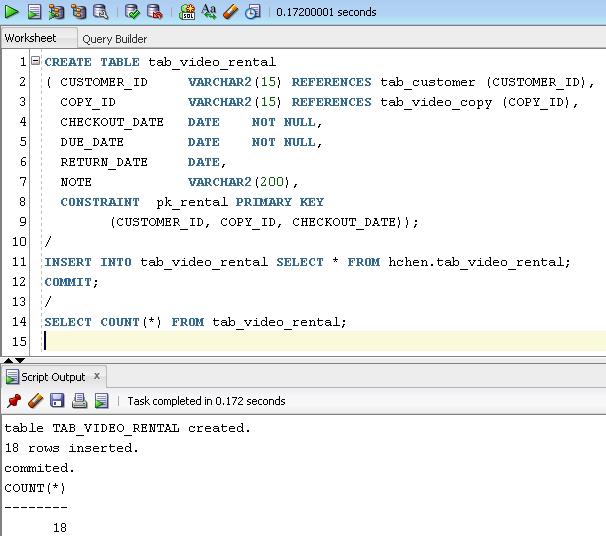 0.17200001 seconds
Worksheet Query Builder
1 CREATE TABLE tab_video_rental
2 ( CUSTOMER_ID VARCHAR2(15) REFERENCES tab_customer (CUSTOMER_ID),
3 COPY_ID VARCHAR2(15) REFERENCES tab_video_copy (COPY_ID),
4 CHECKOUT_DATE DATE NOT NULL,
5 DUE_DATE DATE NOT NULL,
6 RETURN_DATE DATE,
7 NOTE VARCHAR2(200),
8 CONSTRAINT pk_rental PRIMARY KEY
9 (CUSTOMER_ID, COPY_ID, CHECKOUT_DATE));
10 /
11 INSERT INTO tab_video_rental SELECT * FROM hchen.tab_video_rental;
12 COMMIT;
13 /
14 SELECT COUNT(*) FROM tab_video_rental;
15
Script Output x
Task completed in 0.172 seconds
table TAB_VIDEO_RENTAL created.
18 rows inserted.
commited.
COUNT(*)
--------
18